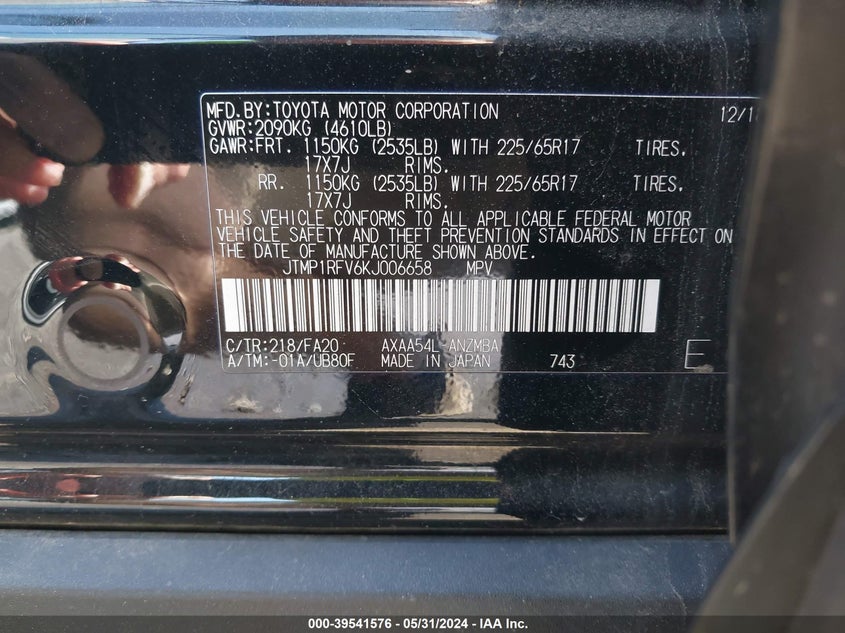 MFD.BY:TOYOTA MOTOR CORPORATION 12/1
GVWR:2090KG (4610LB)
GAWR:FRT. 1150KG (2535LB) WITH 225/65R17 TIRES.
17X7J RIMS.
RR. 1150KG (2535LB) WITH 225/65R17 TIRES.
17X7J RIMS.
THIS VEHICLE CONFORMS TO ALL APPLICABLE FEDERAL MOTOR
VEHICLE SAFETY AND THEFT PREVENTION STANDARDS IN EFFECT ON
THE DATE OF MANUFACTURE SHOWN ABOVE.
JTMP1RFV6KJ006658 MPV
C/TR:218/FA20 AXAA54L-ANZMBA
A/TM:-01A/UB80F MADE IN JAPAN 743 E
000-39541576 - 05/31/2024 - IAA Inc.